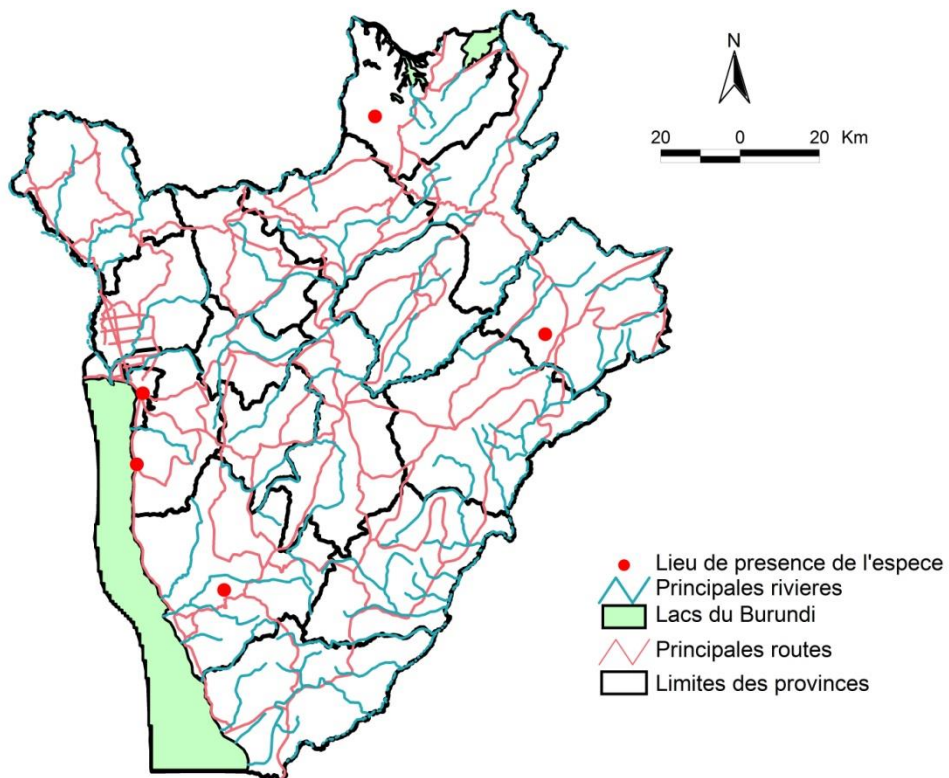 N
20 0 20 Km
Lieu de presence de l'espece
Principales rivieres
Lacs du Burundi
Principales routes
Limites des provinces